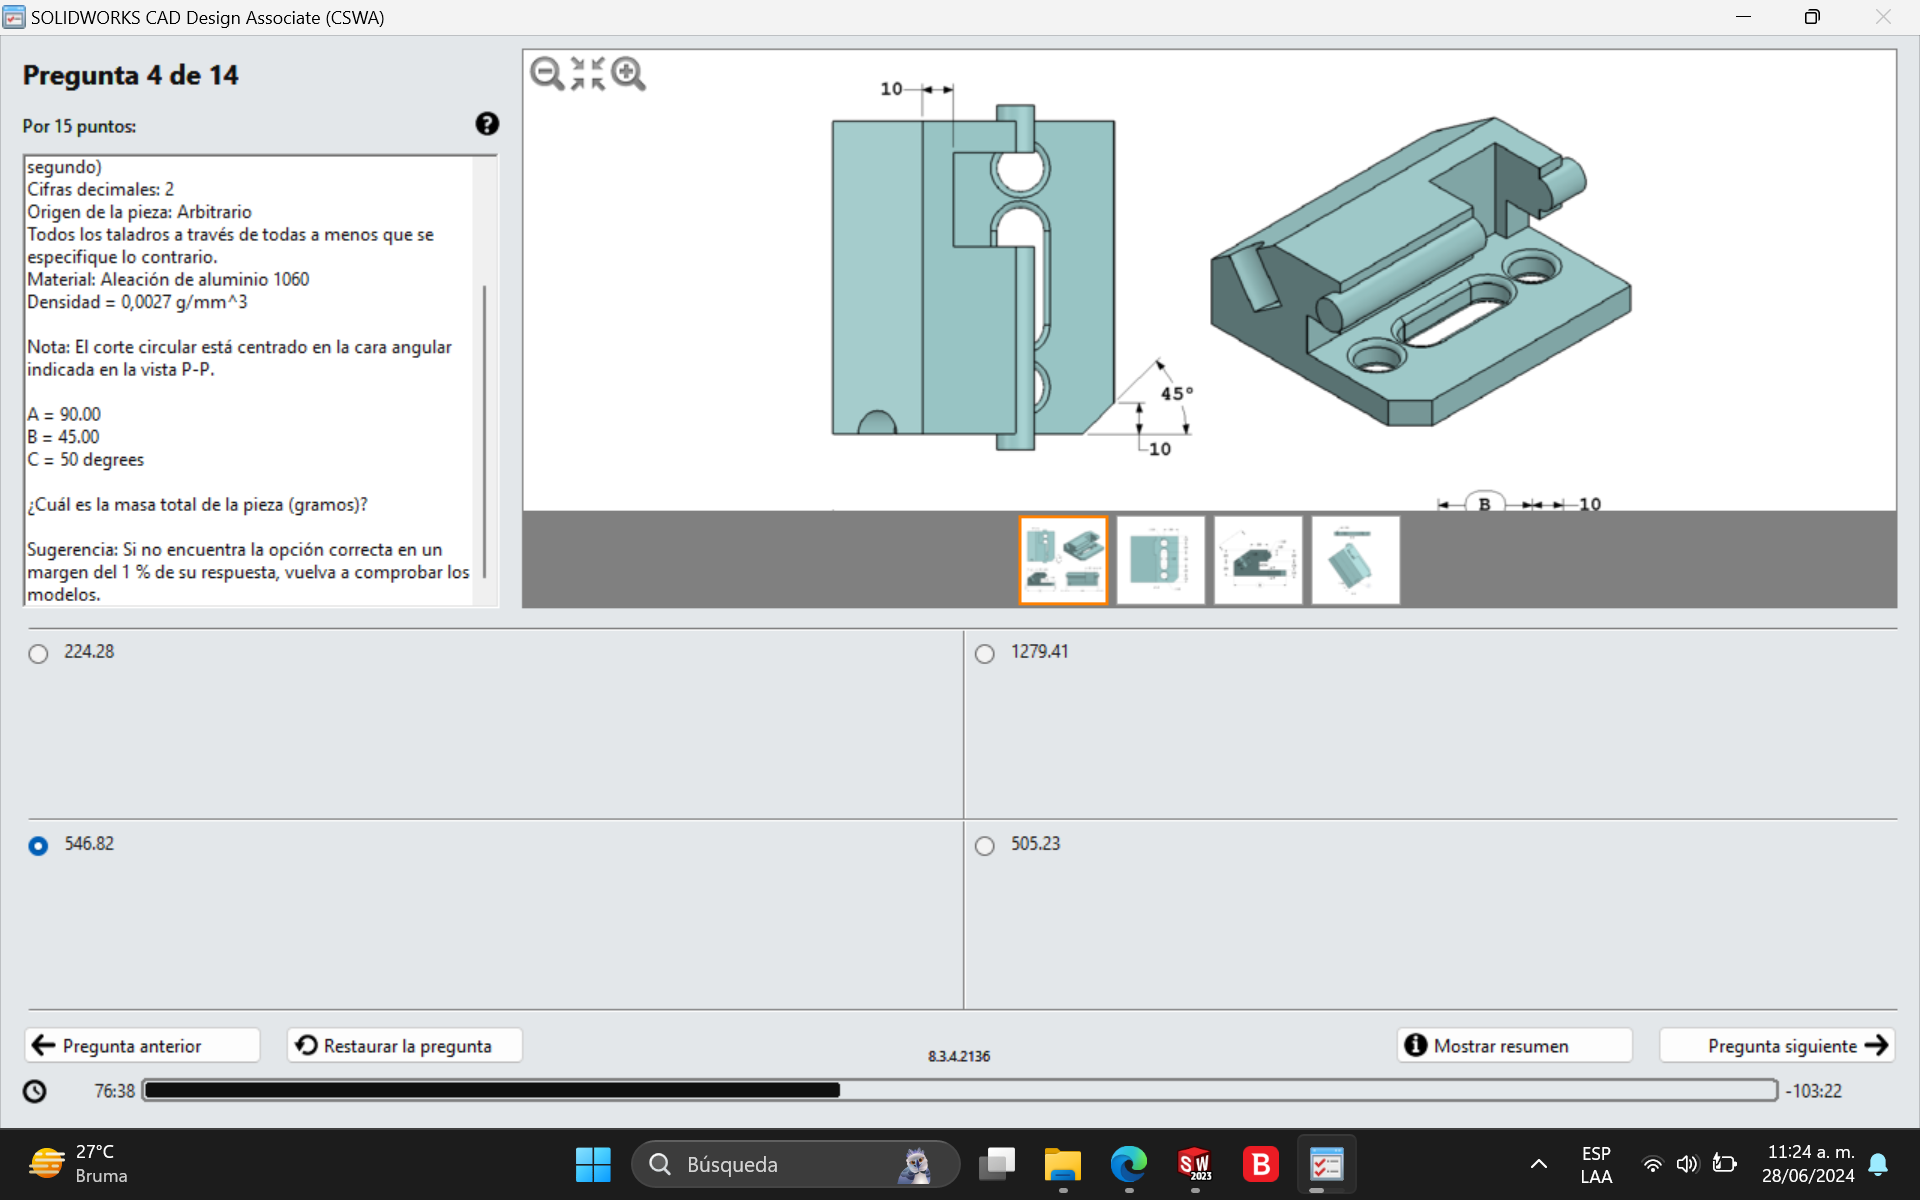 SOLIDWORKS CAD Design Associate (CSWA)
Pregunta 4 de 14
Por 15 puntos:
segundo)
Cifras decimales: 2
Origen de la pieza: Arbitrario
Todos los taladros a través de todas a menos que se
especifique lo contrario.
Material: Aleación de aluminio 1060
Densidad = 0,0027 g/mm^3
Nota: El corte circular está centrado en la cara angular
indicada en la vista P-P.
A = 90.00
B = 45.00
C = 50 degrees
¿Cuál es la masa total de la pieza (gramos)?
Sugerencia: Si no encuentra la opción correcta en un
margen del 1 % de su respuesta, vuelva a comprobar los
modelos.
10
45°
10
B
10
224.28
1279.41
546.82
505.23
Pregunta anterior
Restaurar la pregunta
8.3.4.2136
Mostrar resumen
Pregunta siguiente
76:38
-103:22
27°C
Bruma
Búsqueda
SW
2023
B
ESP
LAA
11:24 a. m.
28/06/2024